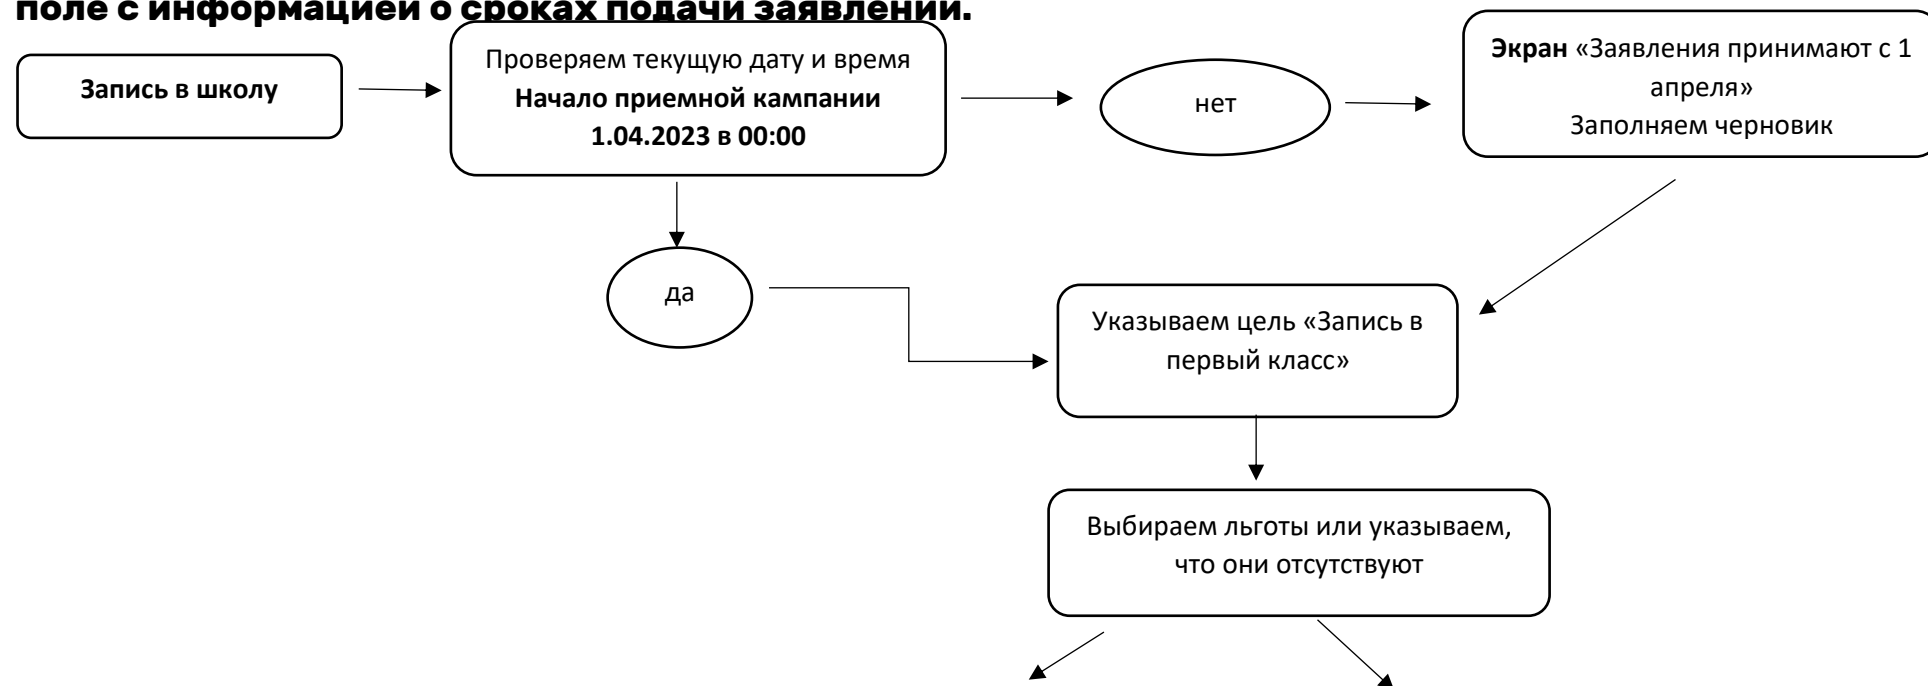 поле с информацией о сроках подачи заявлений.
Запись в школу
Проверяем текущую дату и время
Начало приемной кампании
1.04.2023 в 00:00
нет
Экран «Заявления принимают с 1
апреля»
Заполняем черновик
да
Указываем цель «Запись в
первый класс»
Выбираем льготы или указываем,
что они отсутствуют